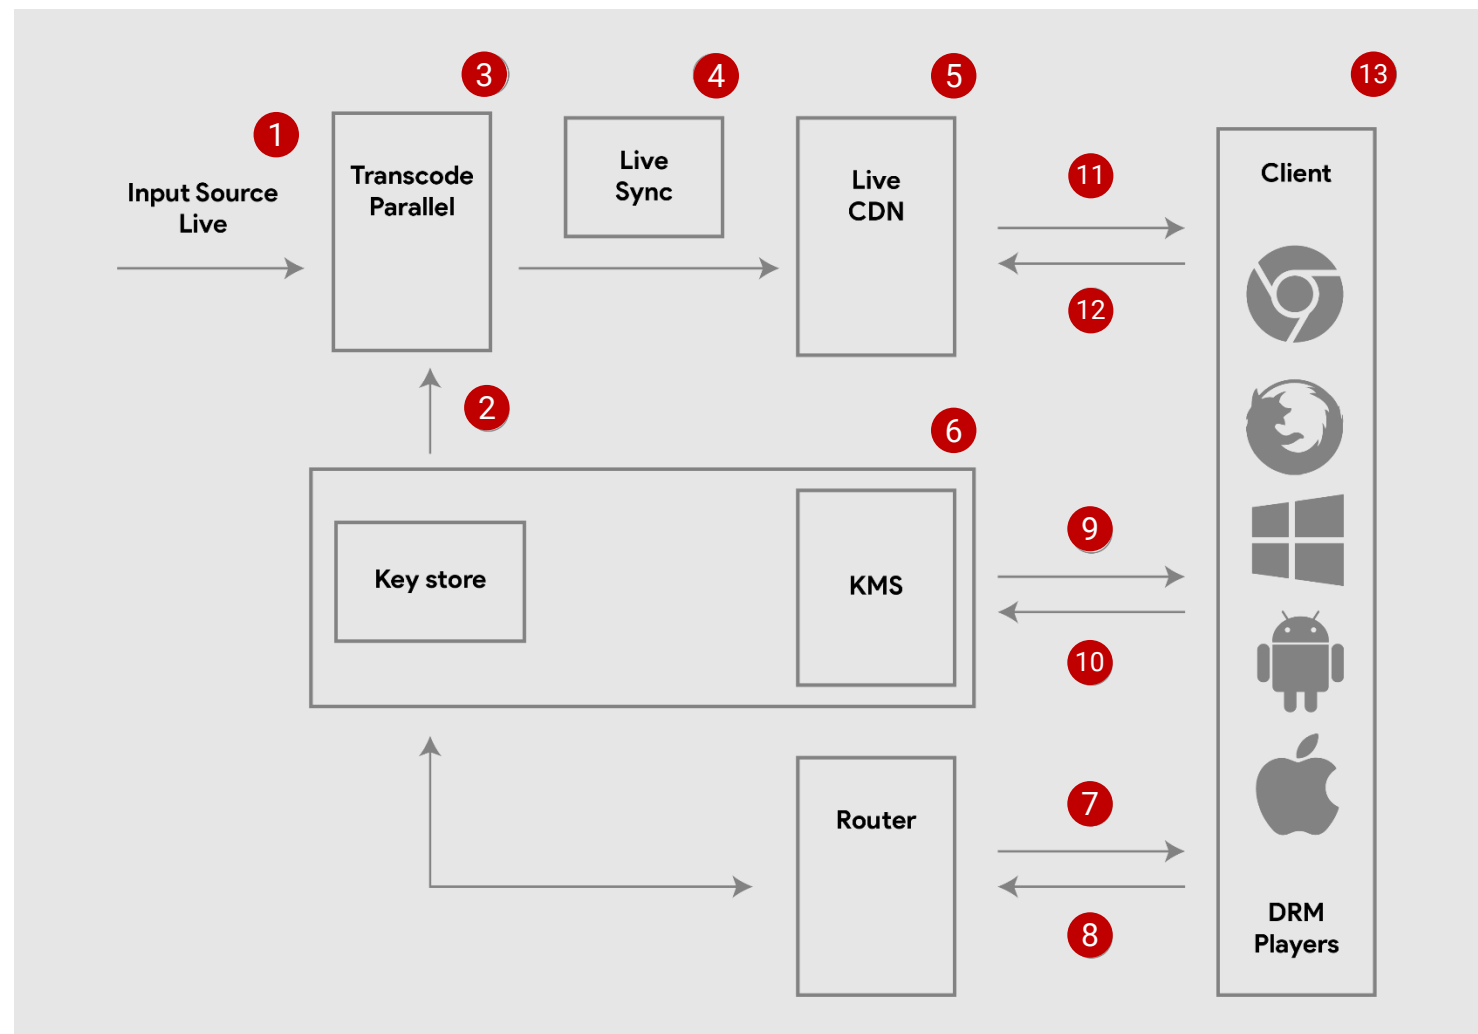 1
Input Source
Live
3
Transcode
Parallel
4
Live
Sync
5
Live
CDN
11
12
13
Client
2
6
Key store
KMS
9
10
Router
7
8
DRM
Players